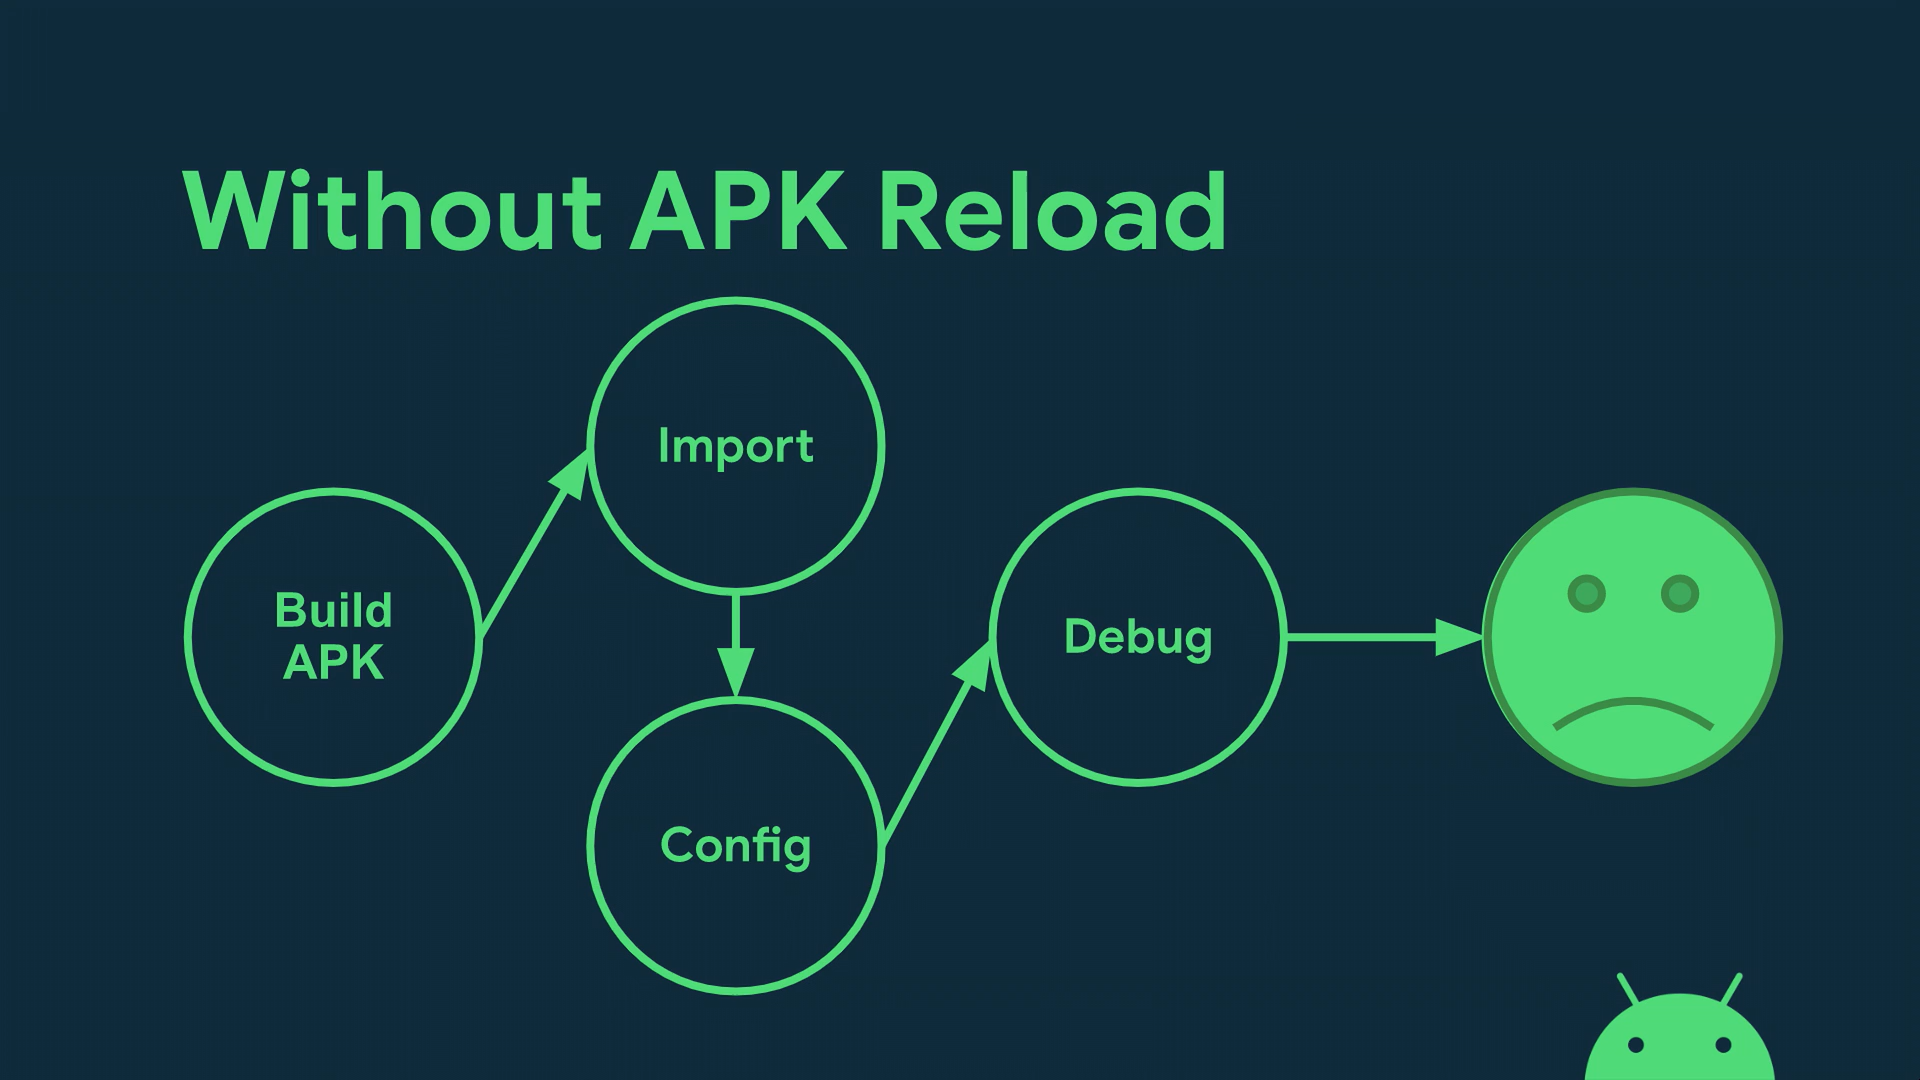 Without APK Reload
Import
Build
APK
Debug
Config